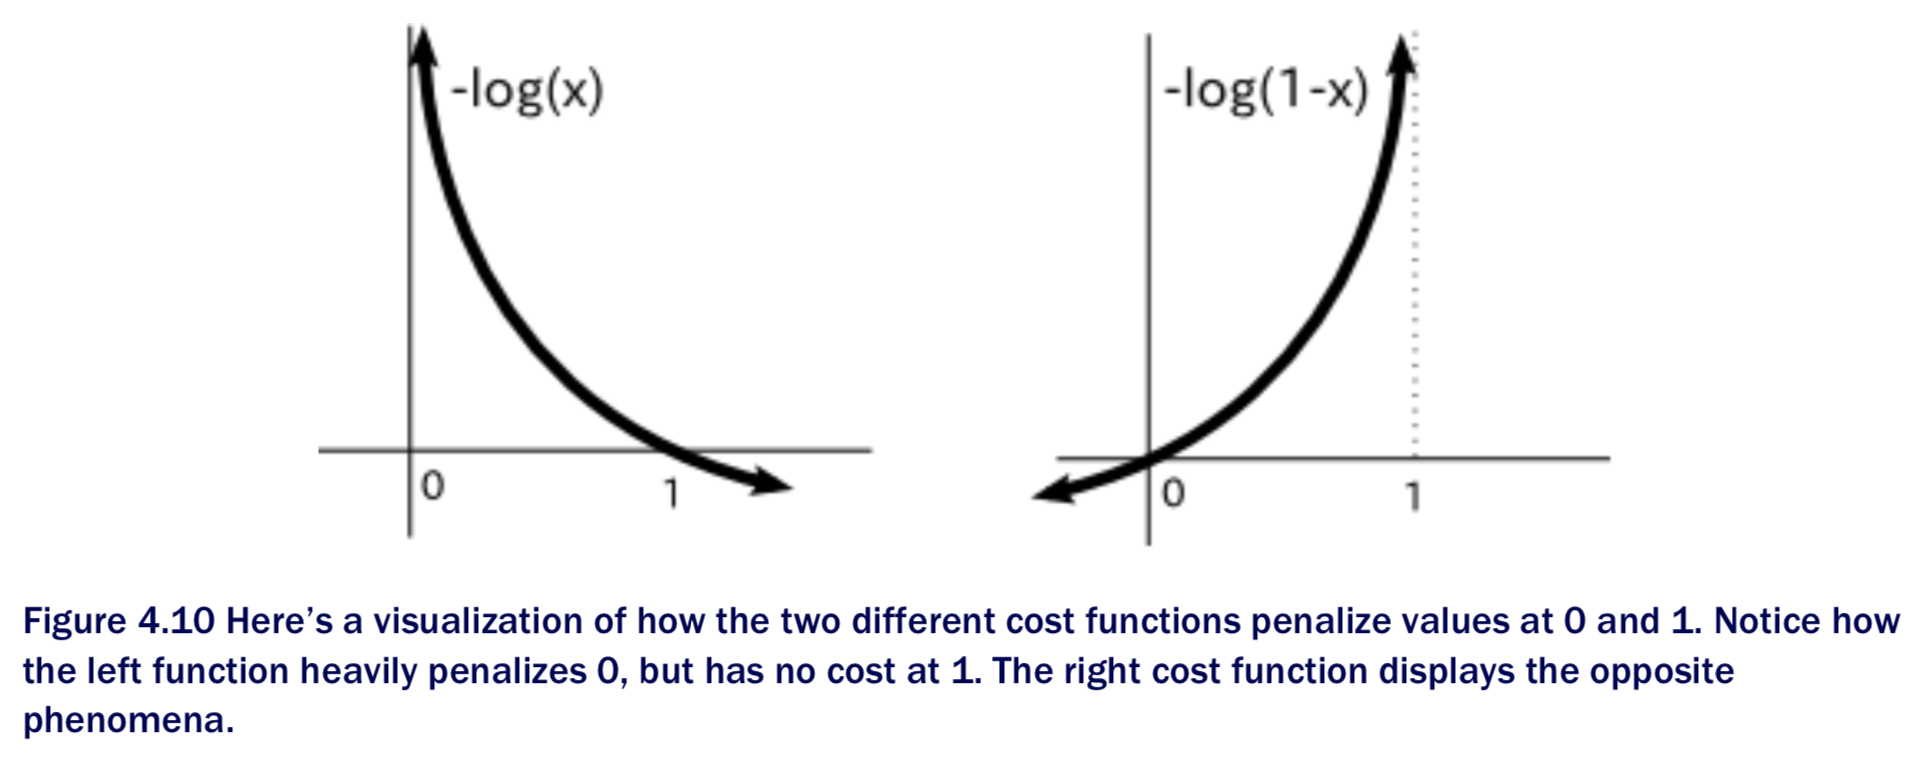 -log(x)
-log(1-x)
0
1
0
1
Figure 4.10 Here’s a visualization of how the two different cost functions penalize values at 0 and 1. Notice how
the left function heavily penalizes 0, but has no cost at 1. The right cost function displays the opposite
phenomena.